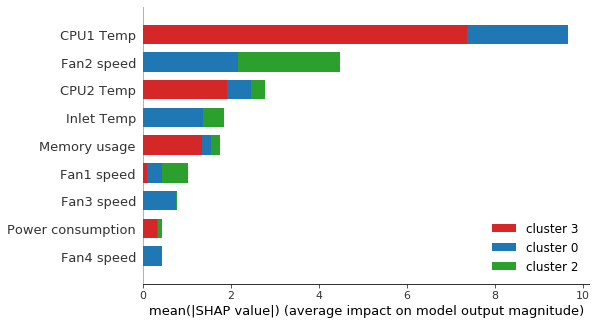 CPU1 Temp
Fan2 speed
CPU2 Temp
Inlet Temp
Memory usage
Fan1 speed
Fan3 speed
Power consumption
Fan4 speed
cluster 3
cluster 0
cluster 2
0 2 4 6 8 10
mean(|SHAP value|) (average impact on model output magnitude)